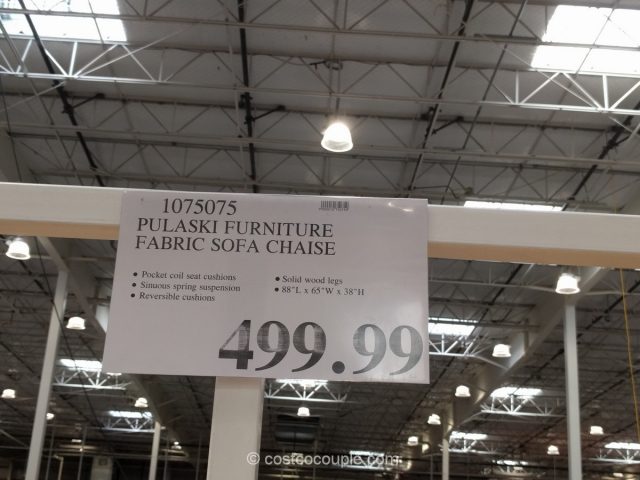 1075075
PULASKI FURNITURE
FABRIC SOFA CHAISE
• Pocket coil seat cushions
• Sinuous spring suspension
• Reversible cushions
• Solid wood legs
• 88"L x 65"W x 38"H
499.99
© costcocouple.com